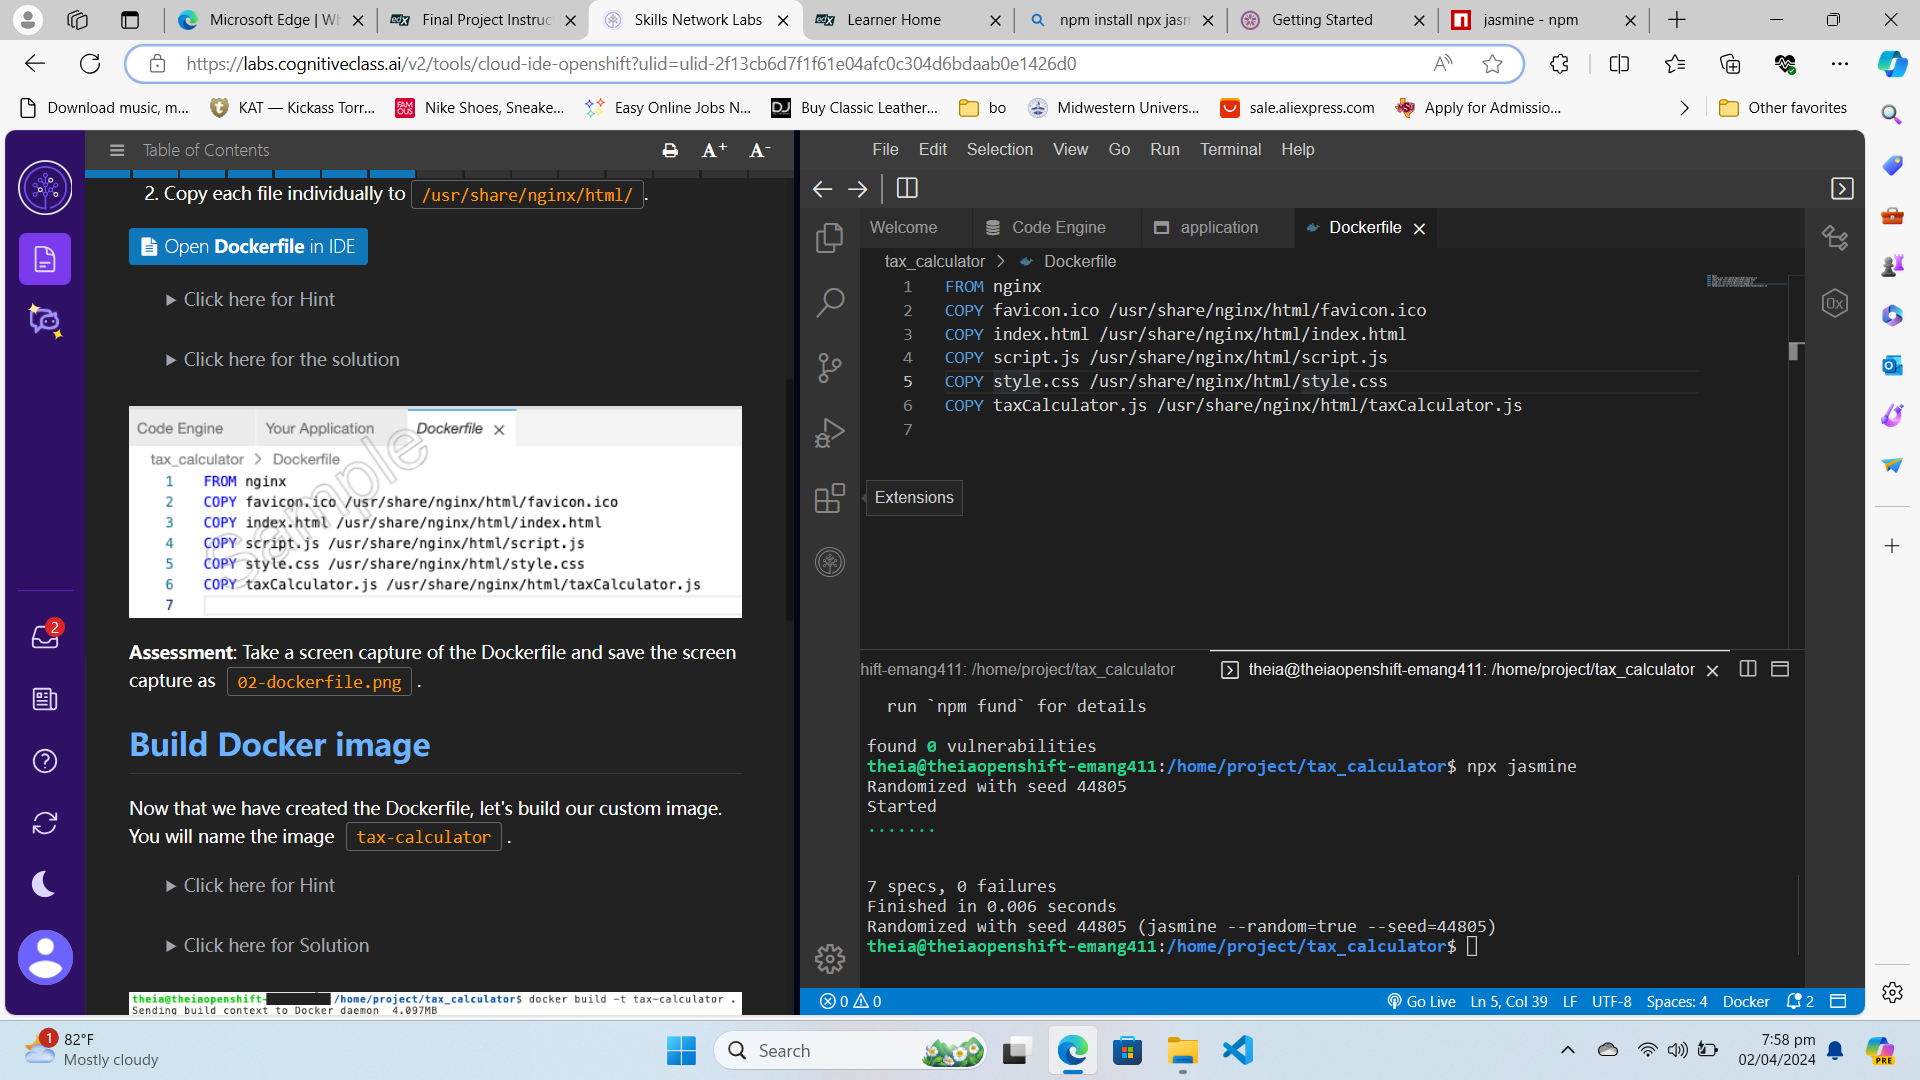 Microsoft Edge | Wh
Final Project Instruct
Skills Network Labs
Learner Home
npm install npx jasm
Getting Started
jasmine - npm
https://labs.cognitiveclass.ai/v2/tools/cloud-ide-openshift?ulid=ulid-2f13cb6d7f1f61e04afc0c304d6bdaab0e1426d0
Download music, m...
KAT — Kickass Torr...
Nike Shoes, Sneake...
Easy Online Jobs N...
Buy Classic Leather...
bo
Midwestern Univers...
sale.aliexpress.com
Apply for Admissio...
Other favorites
Table of Contents
A+
A-
2. Copy each file individually to /usr/share/nginx/html/ .
Open Dockerfile in IDE
Click here for Hint
Click here for the solution
Code Engine
Your Application
Dockerfile
tax_calculator > Dockerfile
1 FROM nginx
2 COPY favicon.ico /usr/share/nginx/html/favicon.ico
3 COPY index.html /usr/share/nginx/html/index.html
4 COPY script.js /usr/share/nginx/html/script.js
5 COPY style.css /usr/share/nginx/html/style.css
6 COPY taxCalculator.js /usr/share/nginx/html/taxCalculator.js
7
Sample
Assessment: Take a screen capture of the Dockerfile and save the screen
capture as 02-dockerfile.png .
Build Docker image
Now that we have created the Dockerfile, let's build our custom image.
You will name the image tax-calculator .
Click here for Hint
Click here for Solution
theia@theiaopenshift- /home/project/tax_calculator$ docker build -t tax-calculator .
Sending build context to Docker daemon 4.097MB
2
File
Edit
Selection
View
Go
Run
Terminal
Help
Welcome
Code Engine
application
Dockerfile
tax_calculator > Dockerfile
1 FROM nginx
2 COPY favicon.ico /usr/share/nginx/html/favicon.ico
3 COPY index.html /usr/share/nginx/html/index.html
4 COPY script.js /usr/share/nginx/html/script.js
5 COPY style.css /usr/share/nginx/html/style.css
6 COPY taxCalculator.js /usr/share/nginx/html/taxCalculator.js
7
Extensions
hift-emang411: /home/project/tax_calculator
theia@theiaopenshift-emang411: /home/project/tax_calculator
run `npm fund` for details
found 0 vulnerabilities
theia@theiaopenshift-emang411:/home/project/tax_calculator$ npx jasmine
Randomized with seed 44805
Started
.......
7 specs, 0 failures
Finished in 0.006 seconds
Randomized with seed 44805 (jasmine --random=true --seed=44805)
theia@theiaopenshift-emang411:/home/project/tax_calculator$
0
0
Go Live
Ln 5, Col 39
LF
UTF-8
Spaces: 4
Docker
2
1
82°F
Mostly cloudy
Search
7:58 pm
02/04/2024
PRE